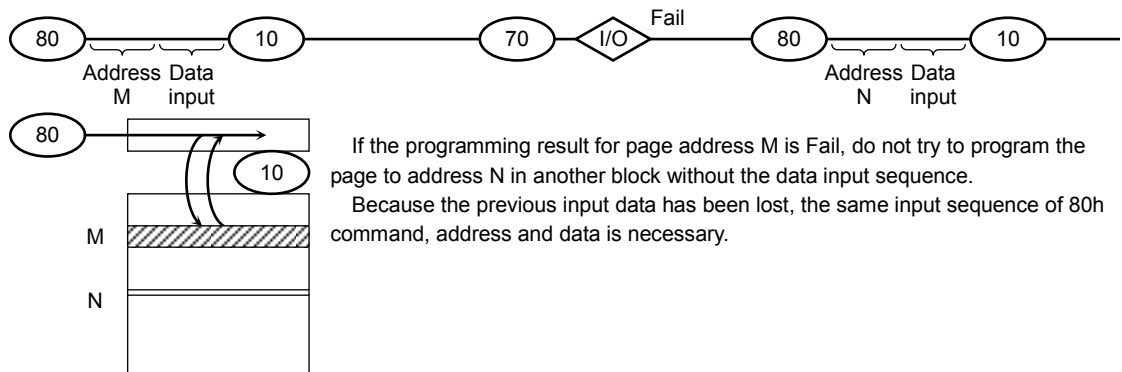 Fail
80 10 70 I/O 80 10
Address Data Address Data
M input N input
80
10
M
N
If the programming result for page address M is Fail, do not try to program the
page to address N in another block without the data input sequence.
Because the previous input data has been lost, the same input sequence of 80h
command, address and data is necessary.